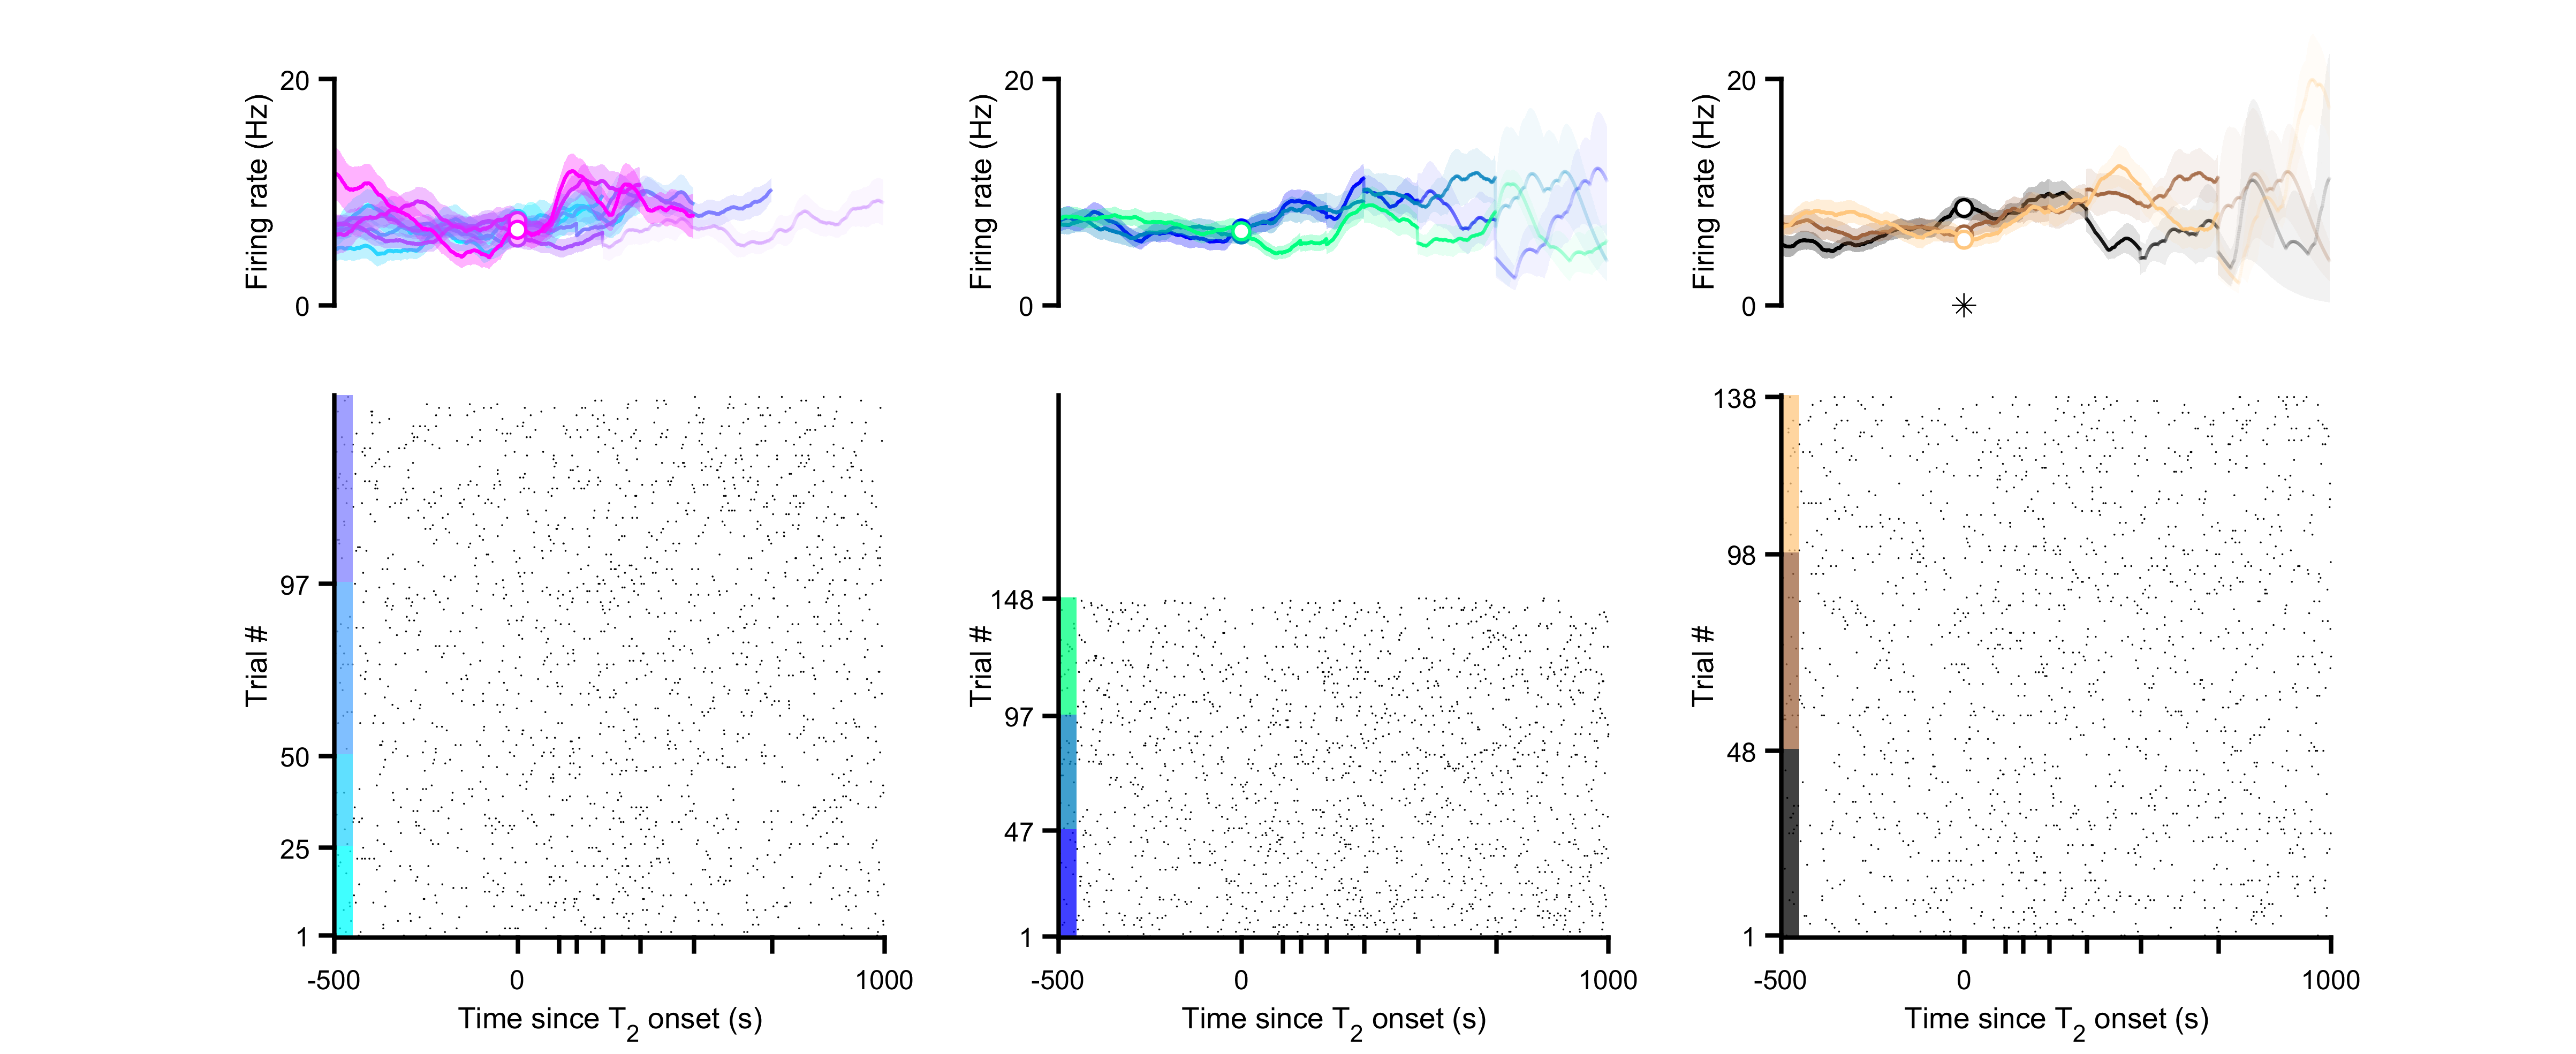 20
Firing rate (Hz)
0
20
Firing rate (Hz)
0
20
Firing rate (Hz)
0
97
50
25
1
Trial #
-500 0 1000
Time since T2 onset (s)
148
97
47
1
Trial #
-500 0 1000
Time since T2 onset (s)
138
98
48
1
Trial #
-500 0 1000
Time since T2 onset (s)